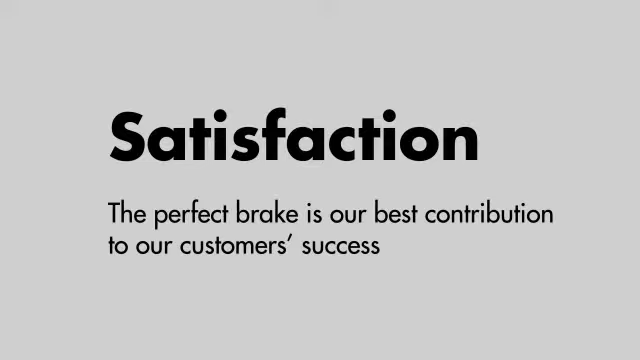 Satisfaction
The perfect brake is our best contribution
to our customers’ success